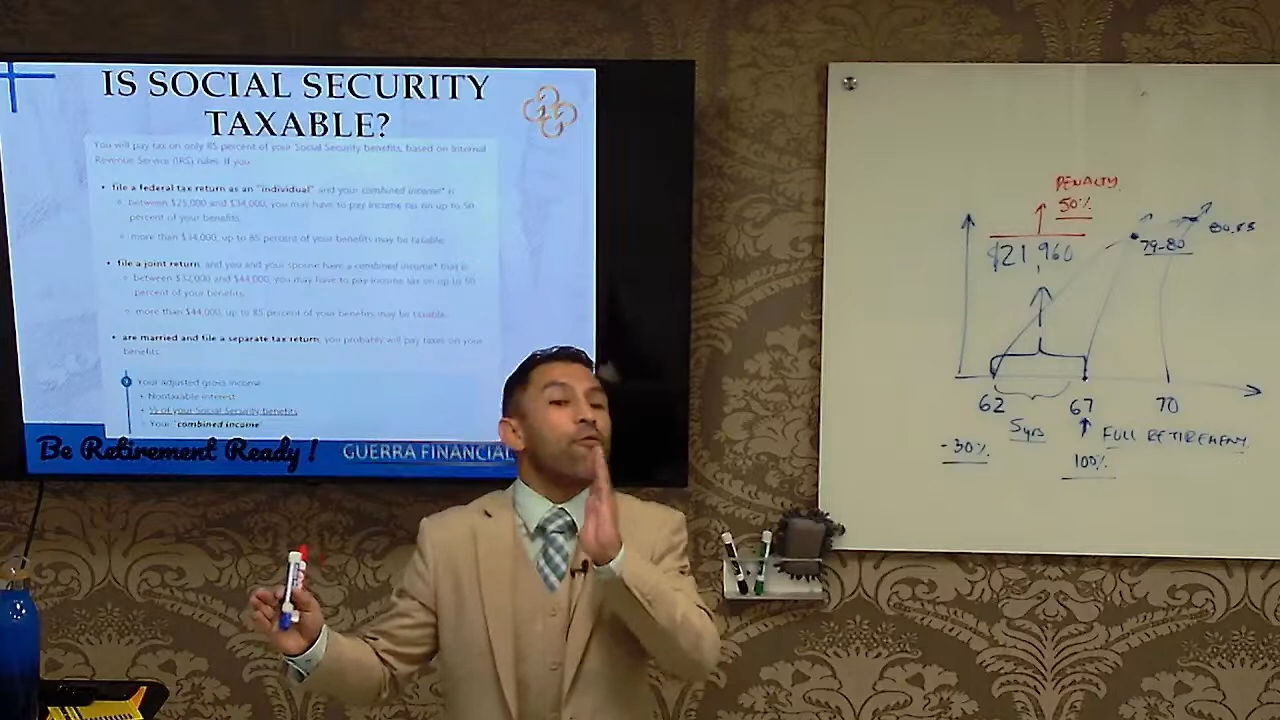 IS SOCIAL SECURITY
TAXABLE?
You will pay tax on only 85 percent of your Social Security benefits, based on Internal
Revenue Service (IRS) rules. If you
• file a federal tax return as an "individual" and your combined income* is
between $25,000 and $34,000, you may have to pay income tax on up to 50
percent of your benefits.
more than $34,000, up to 85 percent of your benefits may be taxable.
• file a joint return, and you and your spouse have a combined income* that is
between $32,000 and $44,000, you may have to pay income tax on up to 50
percent of your benefits.
more than $44,000, up to 85 percent of your benefits may be taxable.
• are married and file a separate tax return, you probably will pay taxes on your
benefits.
Your adjusted gross income
• Nontaxable interest
• ½ of your Social Security benefits
• Your "combined income"
Be Retirement Ready !
GUERRA FINANCIAL
PENALTY
50%
$21,960
79-80
62
67
70
5yrs
FULL RETIREMENT
-30%
100%